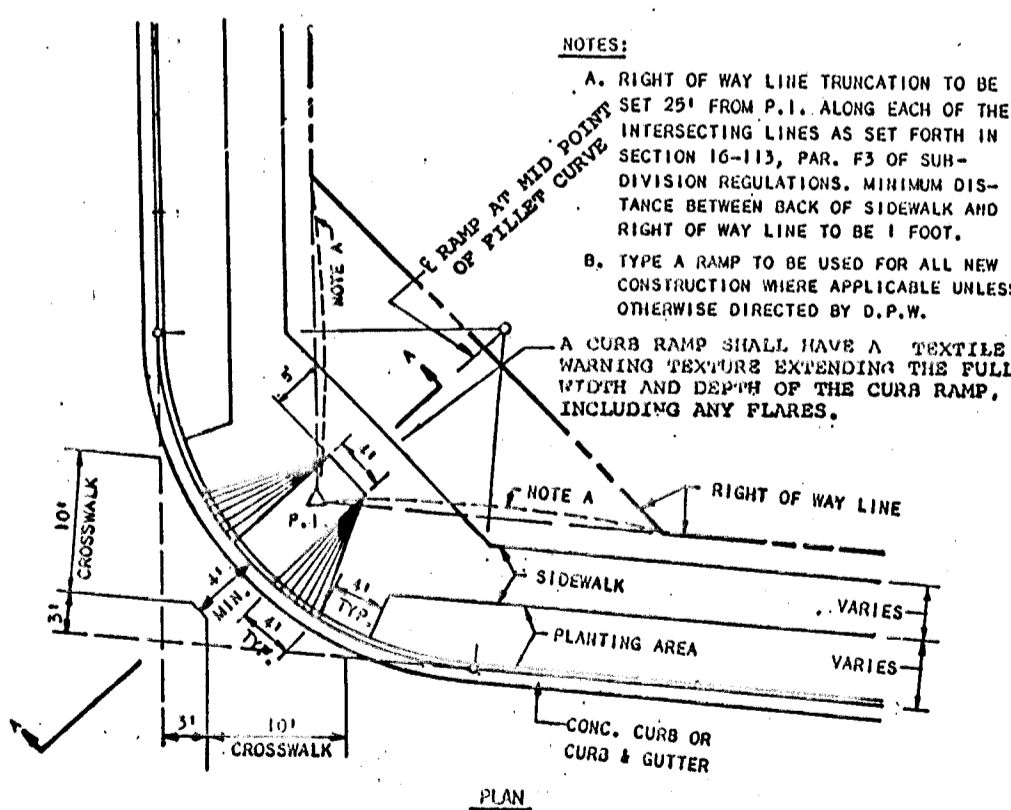 NOTES:
A. RIGHT OF WAY LINE TRUNCATION TO BE
SET 25' FROM P.I. ALONG EACH OF THE
INTERSECTING LINES AS SET FORTH IN
SECTION 16-113, PAR. F3 OF SUB-
DIVISION REGULATIONS. MINIMUM DIS-
TANCE BETWEEN BACK OF SIDEWALK AND
RIGHT OF WAY LINE TO BE 1 FOOT.
B. TYPE A RAMP TO BE USED FOR ALL NEW
CONSTRUCTION WHERE APPLICABLE UNLESS
OTHERWISE DIRECTED BY D.P.W.
A CURB RAMP SHALL HAVE A TEXTILE
WARNING TEXTURE EXTENDING THE FULL
WIDTH AND DEPTH OF THE CURB RAMP,
INCLUDING ANY FLARES.
RAMP AT MID POINT
OF FILLET CURVE
NOTE A
A
5'
4'
P.I.
NOTE A
RIGHT OF WAY LINE
10'
CROSSWALK
3'
4'
MIN.
4'
TYP.
4'
TYP.
SIDEWALK
VARIES
PLANTING AREA
VARIES
A
3'
10'
CROSSWALK
CONC. CURB OR
CURB & GUTTER
PLAN